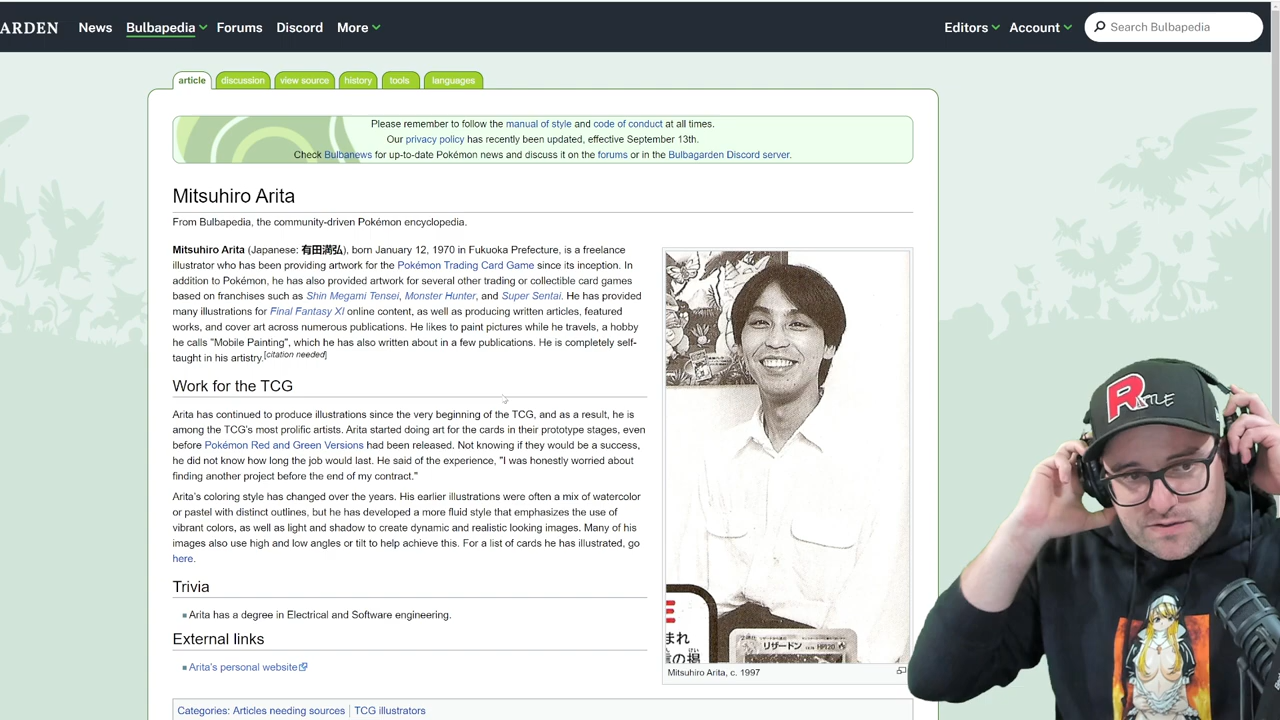 ARDEN News Bulbapedia Forums Discord More Editors Account Search Bulbapedia
article discussion view source history tools languages
Please remember to follow the manual of style and code of conduct at all times.
Our privacy policy has recently been updated, effective September 13th.
Check Bulbanews for up-to-date Pokémon news and discuss it on the forums or in the Bulbagarden Discord server.
Mitsuhiro Arita
From Bulbapedia, the community-driven Pokémon encyclopedia.
Mitsuhiro Arita (Japanese: 有田満弘), born January 12, 1970 in Fukuoka Prefecture, is a freelance
illustrator who has been providing artwork for the Pokémon Trading Card Game since its inception. In
addition to Pokémon, he has also provided artwork for several other trading or collectible card games
based on franchises such as Shin Megami Tensei, Monster Hunter, and Super Sentai. He has provided
many illustrations for Final Fantasy XI online content, as well as producing written articles, featured
works, and cover art across numerous publications. He likes to paint pictures while he travels, a hobby
he calls "Mobile Painting", which he has also written about in a few publications. He is completely self-
taught in his artistry.[citation needed]
Work for the TCG
Arita has continued to produce illustrations since the very beginning of the TCG, and as a result, he is
among the TCG's most prolific artists. Arita started doing art for the cards in their prototype stages, even
before Pokémon Red and Green Versions had been released. Not knowing if they would be a success,
he did not know how long the job would last. He said of the experience, "I was honestly worried about
finding another project before the end of my contract."
Arita's coloring style has changed over the years. His earlier illustrations were often a mix of watercolor
or pastel with distinct outlines, but he has developed a more fluid style that emphasizes the use of
vibrant colors, as well as light and shadow to create dynamic and realistic looking images. Many of his
images also use high and low angles or tilt to help achieve this. For a list of cards he has illustrated, go
here.
Trivia
Arita has a degree in Electrical and Software engineering.
External links
Arita's personal website
Categories: Articles needing sources | TCG illustrators
まれ
の掲
リザードン HP120
Mitsuhiro Arita, c. 1997
RATTLE